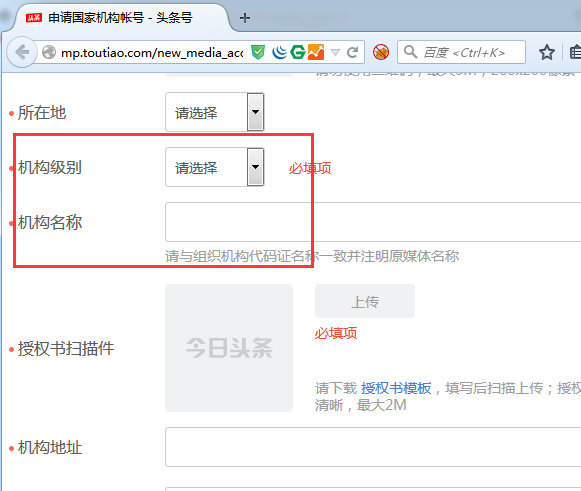 头条 申请国家机构帐号 - 头条号
mp.toutiao.com/new_media_acc
百度 <Ctrl+K>
所在地
请选择
机构级别
请选择
必填项
机构名称
请与组织机构代码证名称一致并注明原媒体名称
今日头条
上传
必填项
授权书扫描件
请下载 授权书模板，填写后扫描上传；授权
清晰，最大2M
机构地址